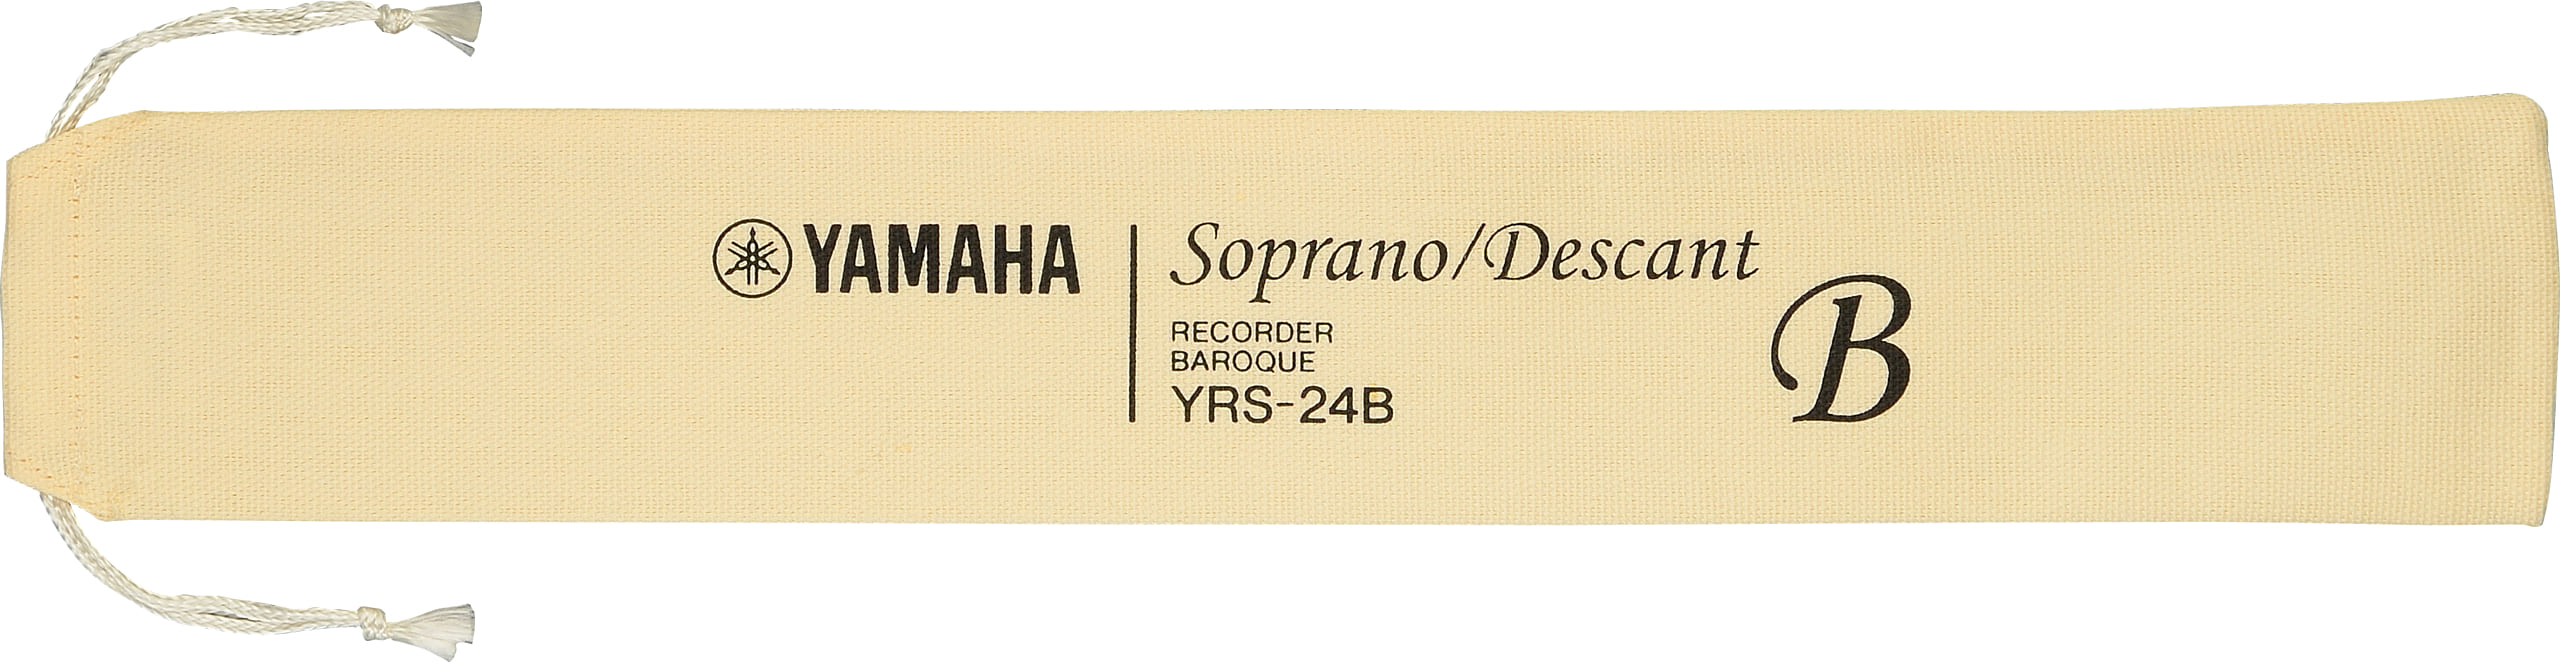 YAMAHA
Soprano/Descant
RECORDER
BAROQUE
YRS-24B
B